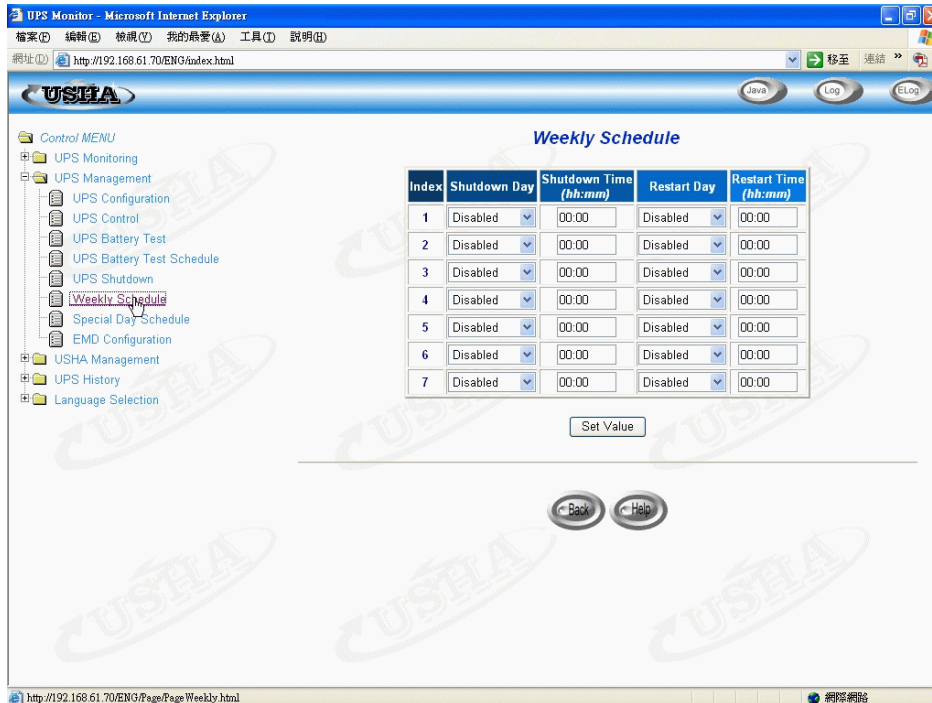 UPS Monitor - Microsoft Internet Explorer
檔案(F) 編輯(E) 檢視(V) 我的最愛(A) 工具(T) 說明(H)
網址(D) http://192.168.61.70/ENG/index.html 移至 連結 »
USHA
Java Log ELog
Control MENU
UPS Monitoring
UPS Management
UPS Configuration
UPS Control
UPS Battery Test
UPS Battery Test Schedule
UPS Shutdown
Weekly Schedule
Special Day Schedule
EMD Configuration
USHA Management
UPS History
Language Selection
Weekly Schedule
Index Shutdown Day Shutdown Time (hh:mm) Restart Day Restart Time (hh:mm)
1 Disabled 00:00 Disabled 00:00
2 Disabled 00:00 Disabled 00:00
3 Disabled 00:00 Disabled 00:00
4 Disabled 00:00 Disabled 00:00
5 Disabled 00:00 Disabled 00:00
6 Disabled 00:00 Disabled 00:00
7 Disabled 00:00 Disabled 00:00
Set Value
Back Help
http://192.168.61.70/ENG/Page/PageWeekly.html 網際網路